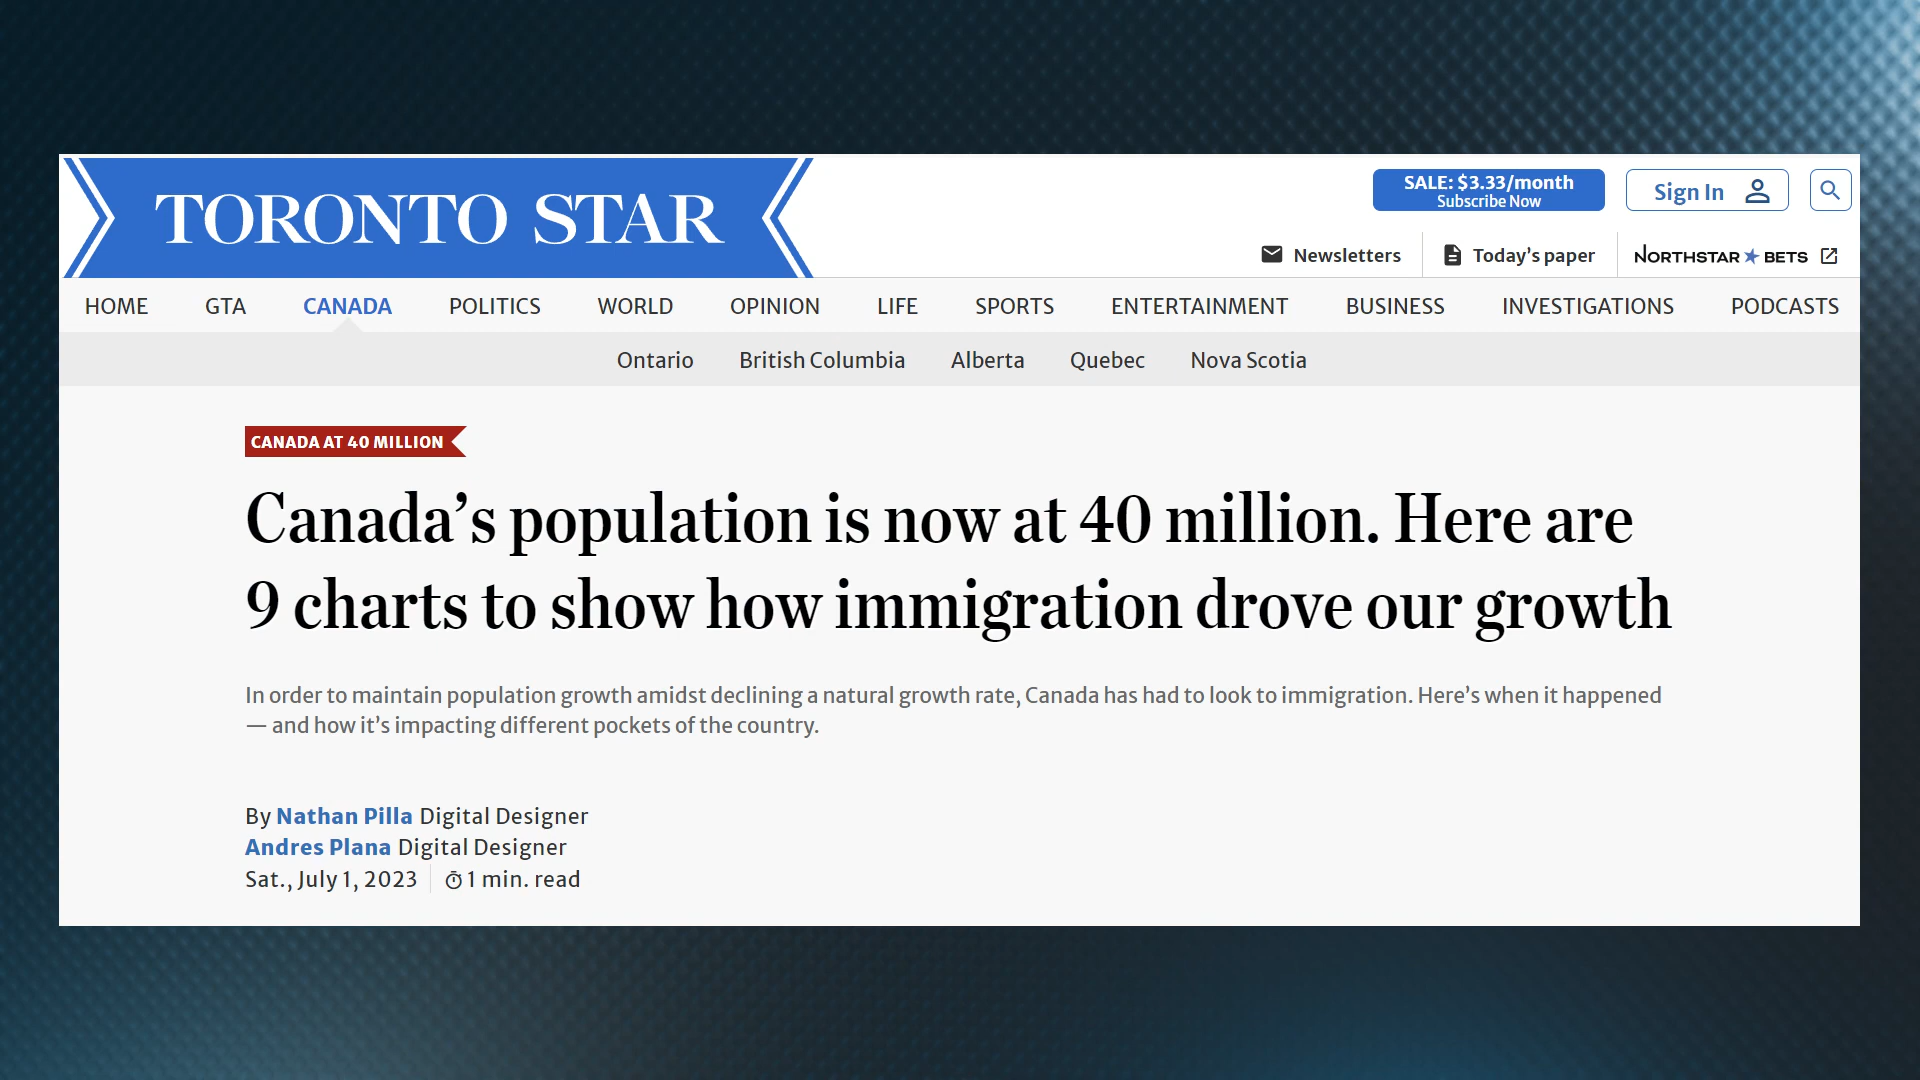 TORONTO STAR
SALE: $3.33/month
Subscribe Now
Sign In
Newsletters
Today's paper
NORTHSTAR BETS
HOME GTA CANADA POLITICS WORLD OPINION LIFE SPORTS ENTERTAINMENT BUSINESS INVESTIGATIONS PODCASTS
Ontario British Columbia Alberta Quebec Nova Scotia
CANADA AT 40 MILLION
Canada’s population is now at 40 million. Here are
9 charts to show how immigration drove our growth
In order to maintain population growth amidst declining a natural growth rate, Canada has had to look to immigration. Here’s when it happened
— and how it’s impacting different pockets of the country.
By Nathan Pilla Digital Designer
Andres Plana Digital Designer
Sat., July 1, 2023 1 min. read